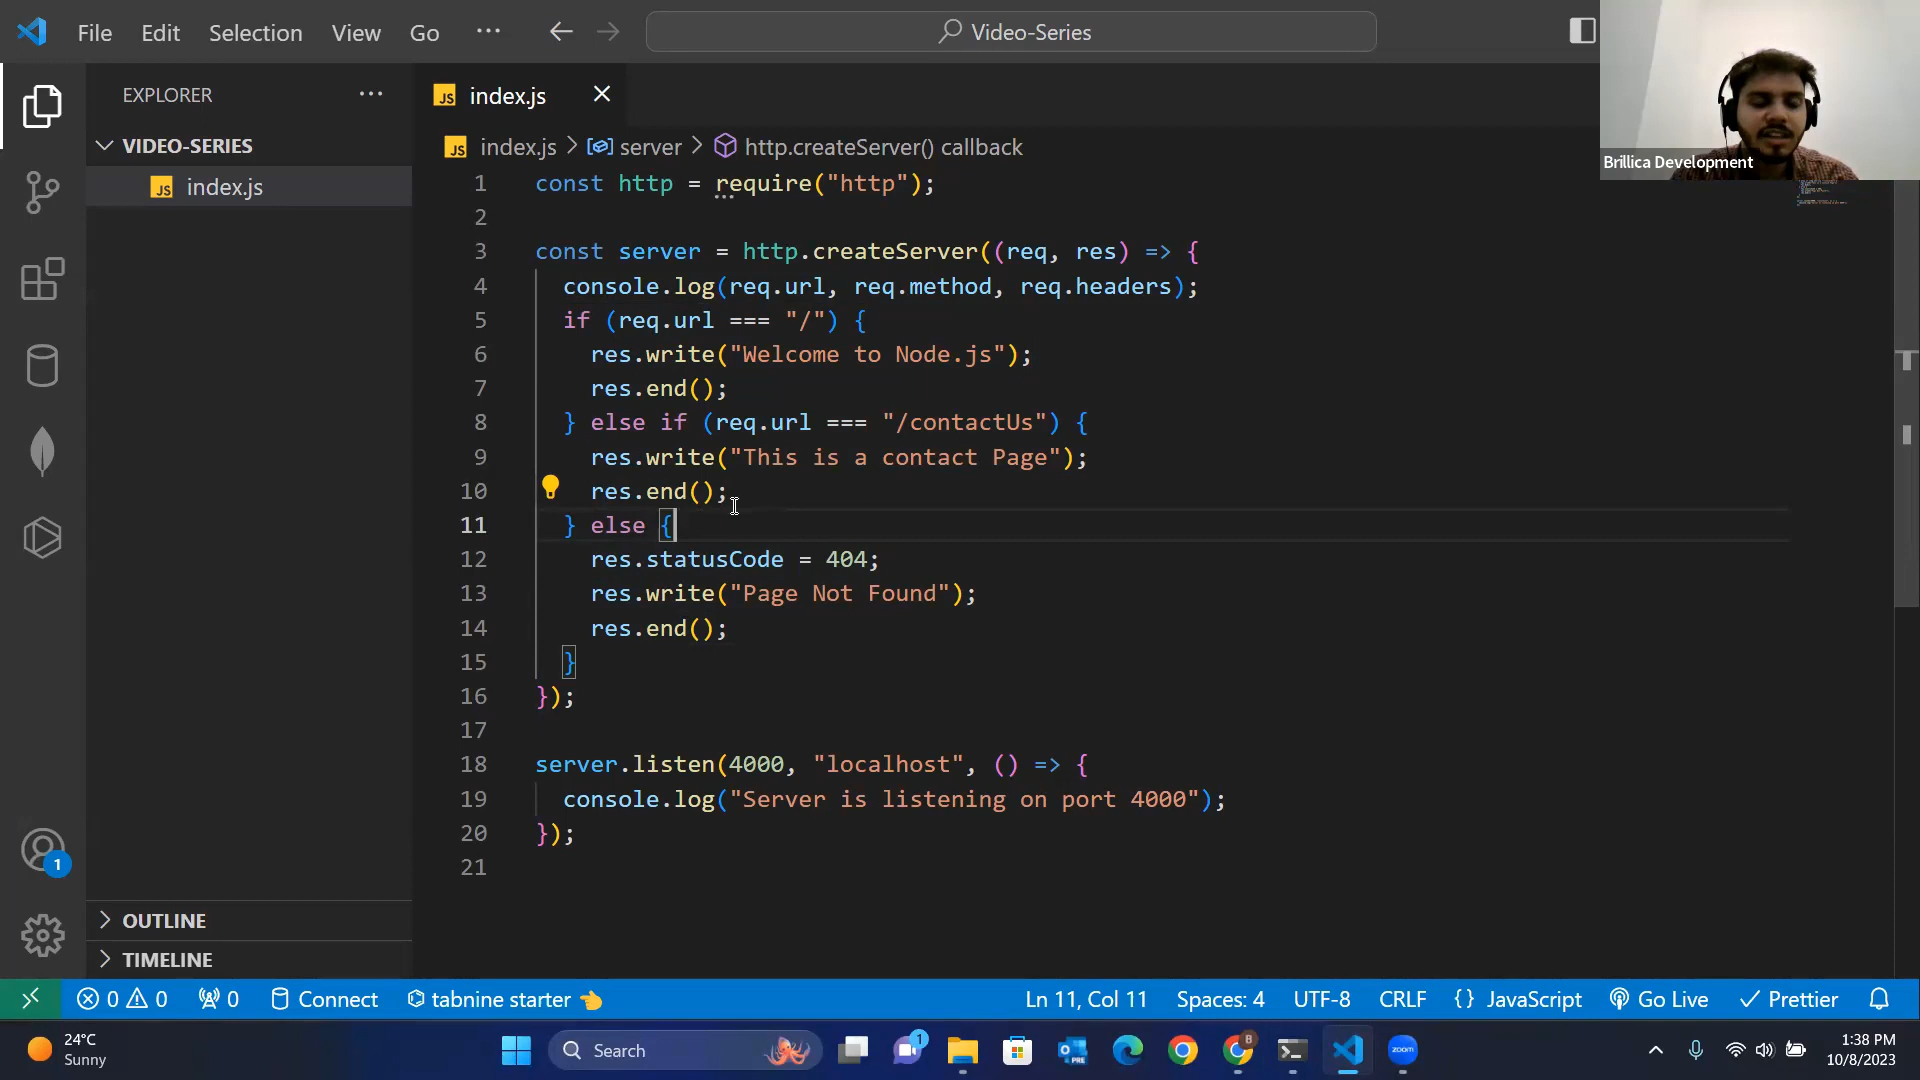 File Edit Selection View Go ··· Video-Series
EXPLORER ···
VIDEO-SERIES
JS index.js
JS index.js
JS index.js > server > http.createServer() callback
Brillica Development
1 const http = require("http");
2
3 const server = http.createServer((req, res) => {
4 console.log(req.url, req.method, req.headers);
5 if (req.url === "/") {
6 res.write("Welcome to Node.js");
7 res.end();
8 } else if (req.url === "/contactUs") {
9 res.write("This is a contact Page");
10 res.end();
11 } else {
12 res.statusCode = 404;
13 res.write("Page Not Found");
14 res.end();
15 }
16 });
17
18 server.listen(4000, "localhost", () => {
19 console.log("Server is listening on port 4000");
20 });
21
1
OUTLINE
TIMELINE
0 0 0 Connect tabnine starter Ln 11, Col 11 Spaces: 4 UTF-8 CRLF {} JavaScript Go Live Prettier
24°C
Sunny
Search
1
PRE
B
zoom
1:38 PM
10/8/2023